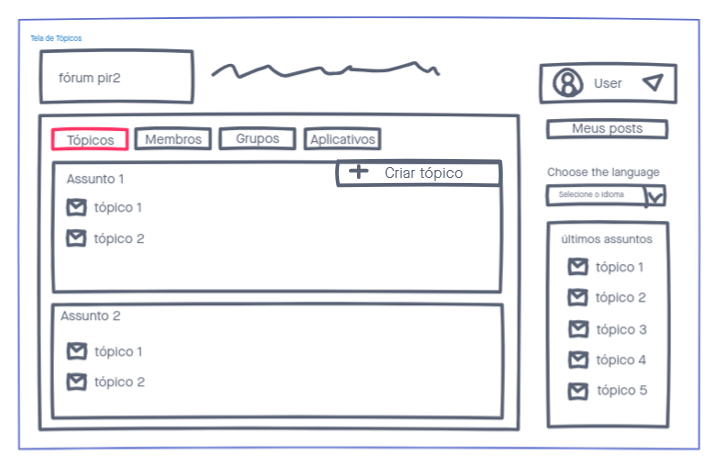 Tela de Tópicos
fórum pir2
User
Meus posts
Tópicos
Membros
Grupos
Aplicativos
Assunto 1
Criar tópico
tópico 1
tópico 2
Assunto 2
tópico 1
tópico 2
Choose the language
Selecione o Idioma
últimos assuntos
tópico 1
tópico 2
tópico 3
tópico 4
tópico 5